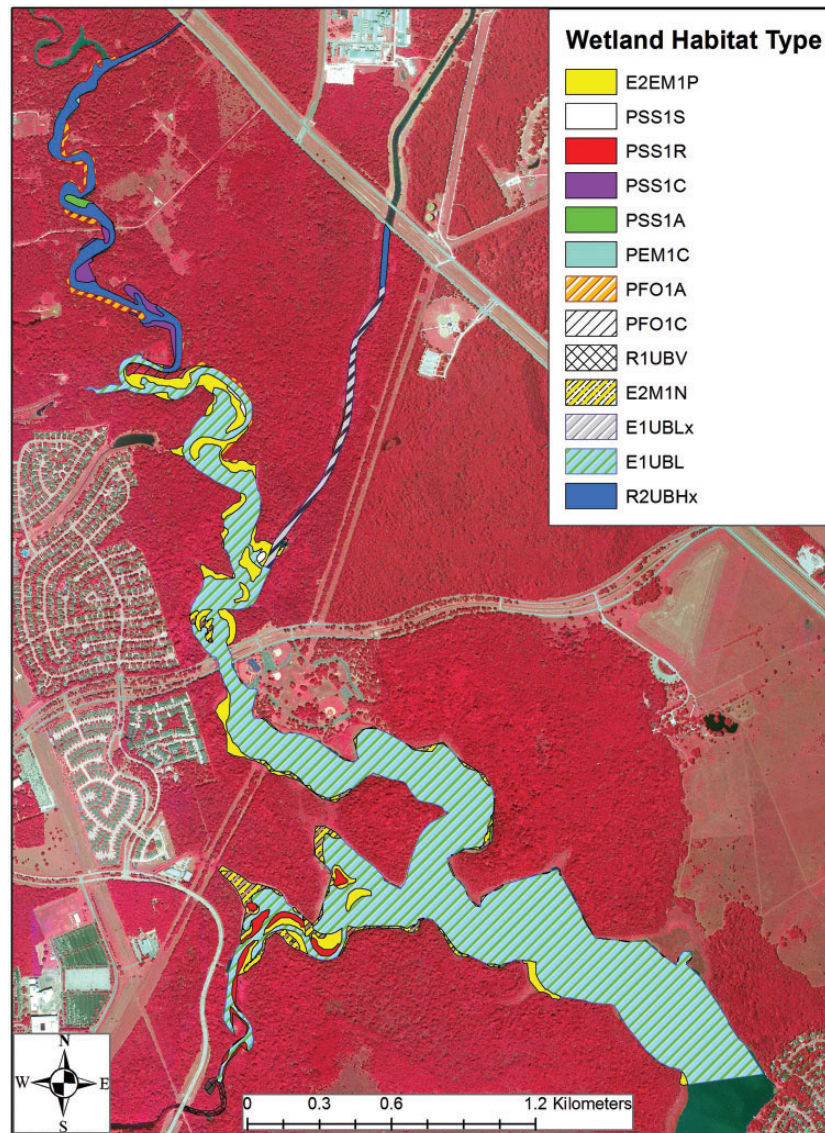 Wetland Habitat Type
E2EM1P
PSS1S
PSS1R
PSS1C
PSS1A
PEM1C
PFO1A
PFO1C
R1UBV
E2M1N
E1UBLx
E1UBL
R2UBHx
N
W E
S
0 0.3 0.6 1.2 Kilometers